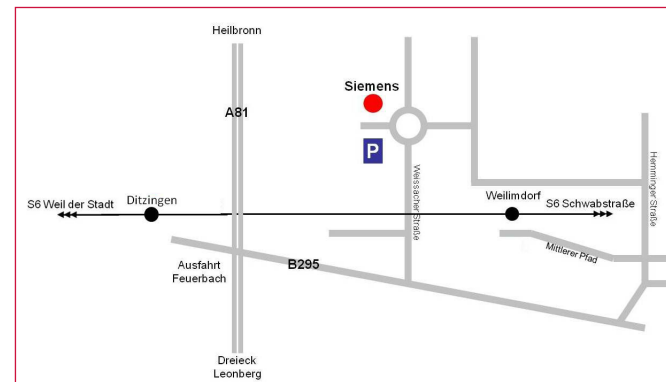 Heilbronn
Siemens
A81
P
Weissacher Straße
Hemminger Straße
S6 Weil der Stadt
Ditzingen
Weilimdorf
S6 Schwabstraße
Mittlerer Pfad
Ausfahrt
Feuerbach
B295
Dreieck
Leonberg